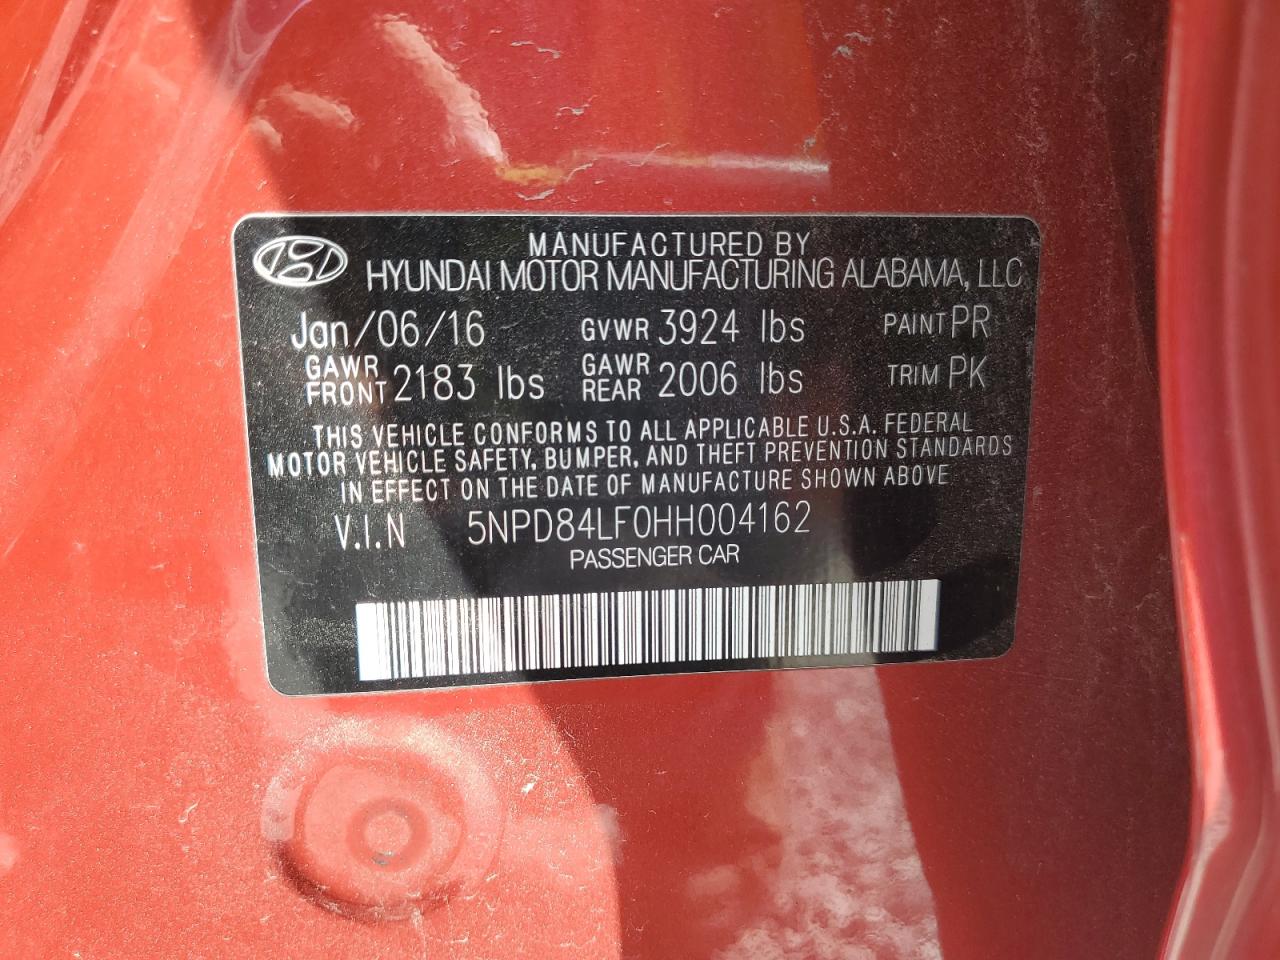 MANUFACTURED BY
HYUNDAI MOTOR MANUFACTURING ALABAMA, LLC
Jan/06/16 GVWR 3924 lbs PAINT PR
GAWR FRONT 2183 lbs GAWR REAR 2006 lbs TRIM PK
THIS VEHICLE CONFORMS TO ALL APPLICABLE U.S.A. FEDERAL
MOTOR VEHICLE SAFETY, BUMPER, AND THEFT PREVENTION STANDARDS
IN EFFECT ON THE DATE OF MANUFACTURE SHOWN ABOVE
V.I.N 5NPD84LF0HH004162
PASSENGER CAR